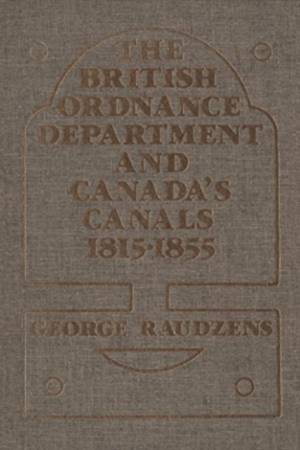 THE
BRITISH
ORDNANCE
DEPARTMENT
AND
CANADA'S
CANALS
1815·1855
GEORGE RAUDZENS